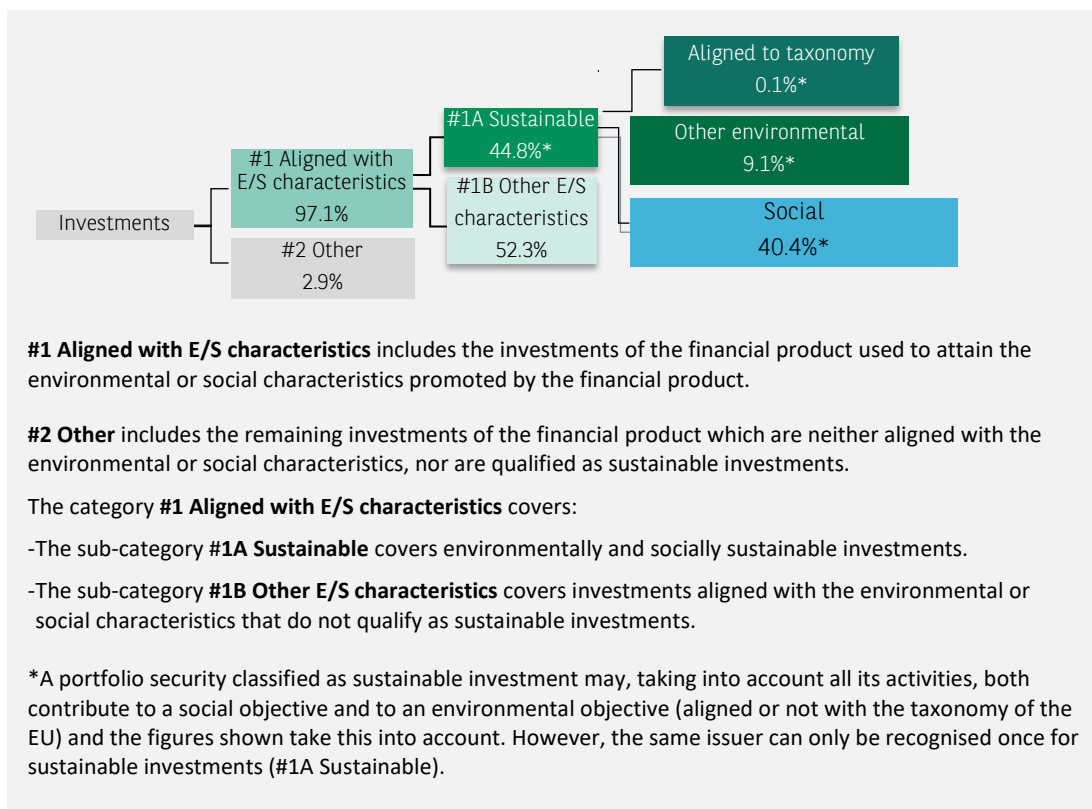 Investments
#1 Aligned with
E/S characteristics
97.1%
#2 Other
2.9%
#1A Sustainable
44.8%*
#1B Other E/S
characteristics
52.3%
Aligned to taxonomy
0.1%*
Other environmental
9.1%*
Social
40.4%*
#1 Aligned with E/S characteristics includes the investments of the financial product used to attain the
environmental or social characteristics promoted by the financial product.
#2 Other includes the remaining investments of the financial product which are neither aligned with the
environmental or social characteristics, nor are qualified as sustainable investments.
The category #1 Aligned with E/S characteristics covers:
-The sub-category #1A Sustainable covers environmentally and socially sustainable investments.
-The sub-category #1B Other E/S characteristics covers investments aligned with the environmental or
social characteristics that do not qualify as sustainable investments.
*A portfolio security classified as sustainable investment may, taking into account all its activities, both
contribute to a social objective and to an environmental objective (aligned or not with the taxonomy of the
EU) and the figures shown take this into account. However, the same issuer can only be recognised once for
sustainable investments (#1A Sustainable).